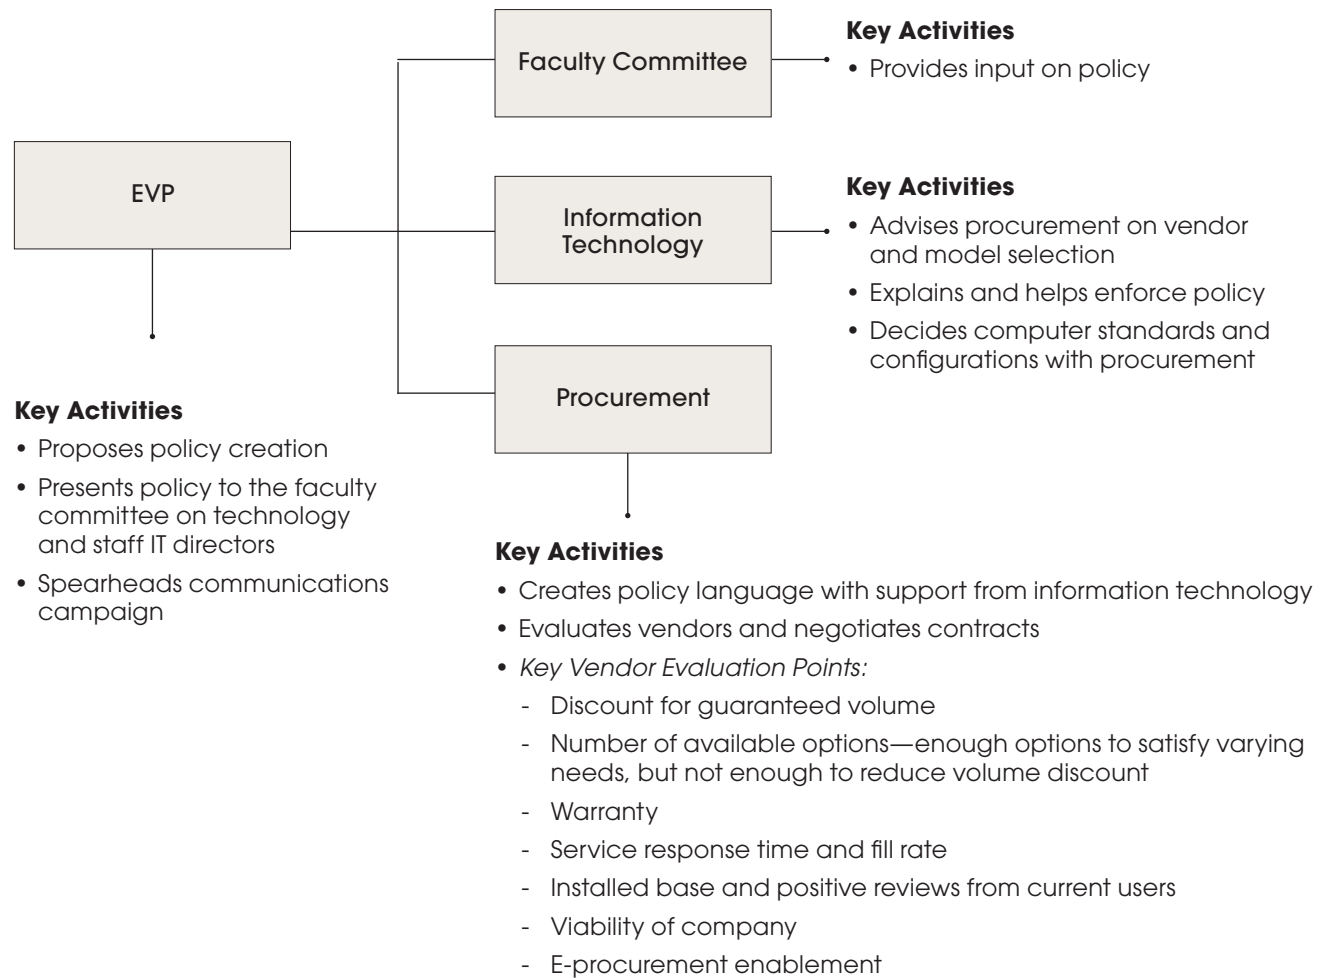 Faculty Committee
Key Activities
• Provides input on policy
EVP
Information
Technology
Key Activities
• Advises procurement on vendor
and model selection
• Explains and helps enforce policy
• Decides computer standards and
configurations with procurement
Procurement
Key Activities
• Proposes policy creation
• Presents policy to the faculty
committee on technology
and staff IT directors
• Spearheads communications
campaign
Key Activities
• Creates policy language with support from information technology
• Evaluates vendors and negotiates contracts
• Key Vendor Evaluation Points:
- Discount for guaranteed volume
- Number of available options—enough options to satisfy varying
needs, but not enough to reduce volume discount
- Warranty
- Service response time and fill rate
- Installed base and positive reviews from current users
- Viability of company
- E-procurement enablement